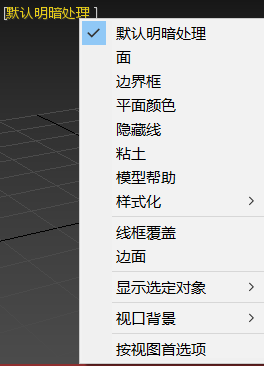 [默认明暗处理 ]
默认明暗处理
面
边界框
平面颜色
隐藏线
粘土
模型帮助
样式化
线框覆盖
边面
显示选定对象
视口背景
按视图首选项